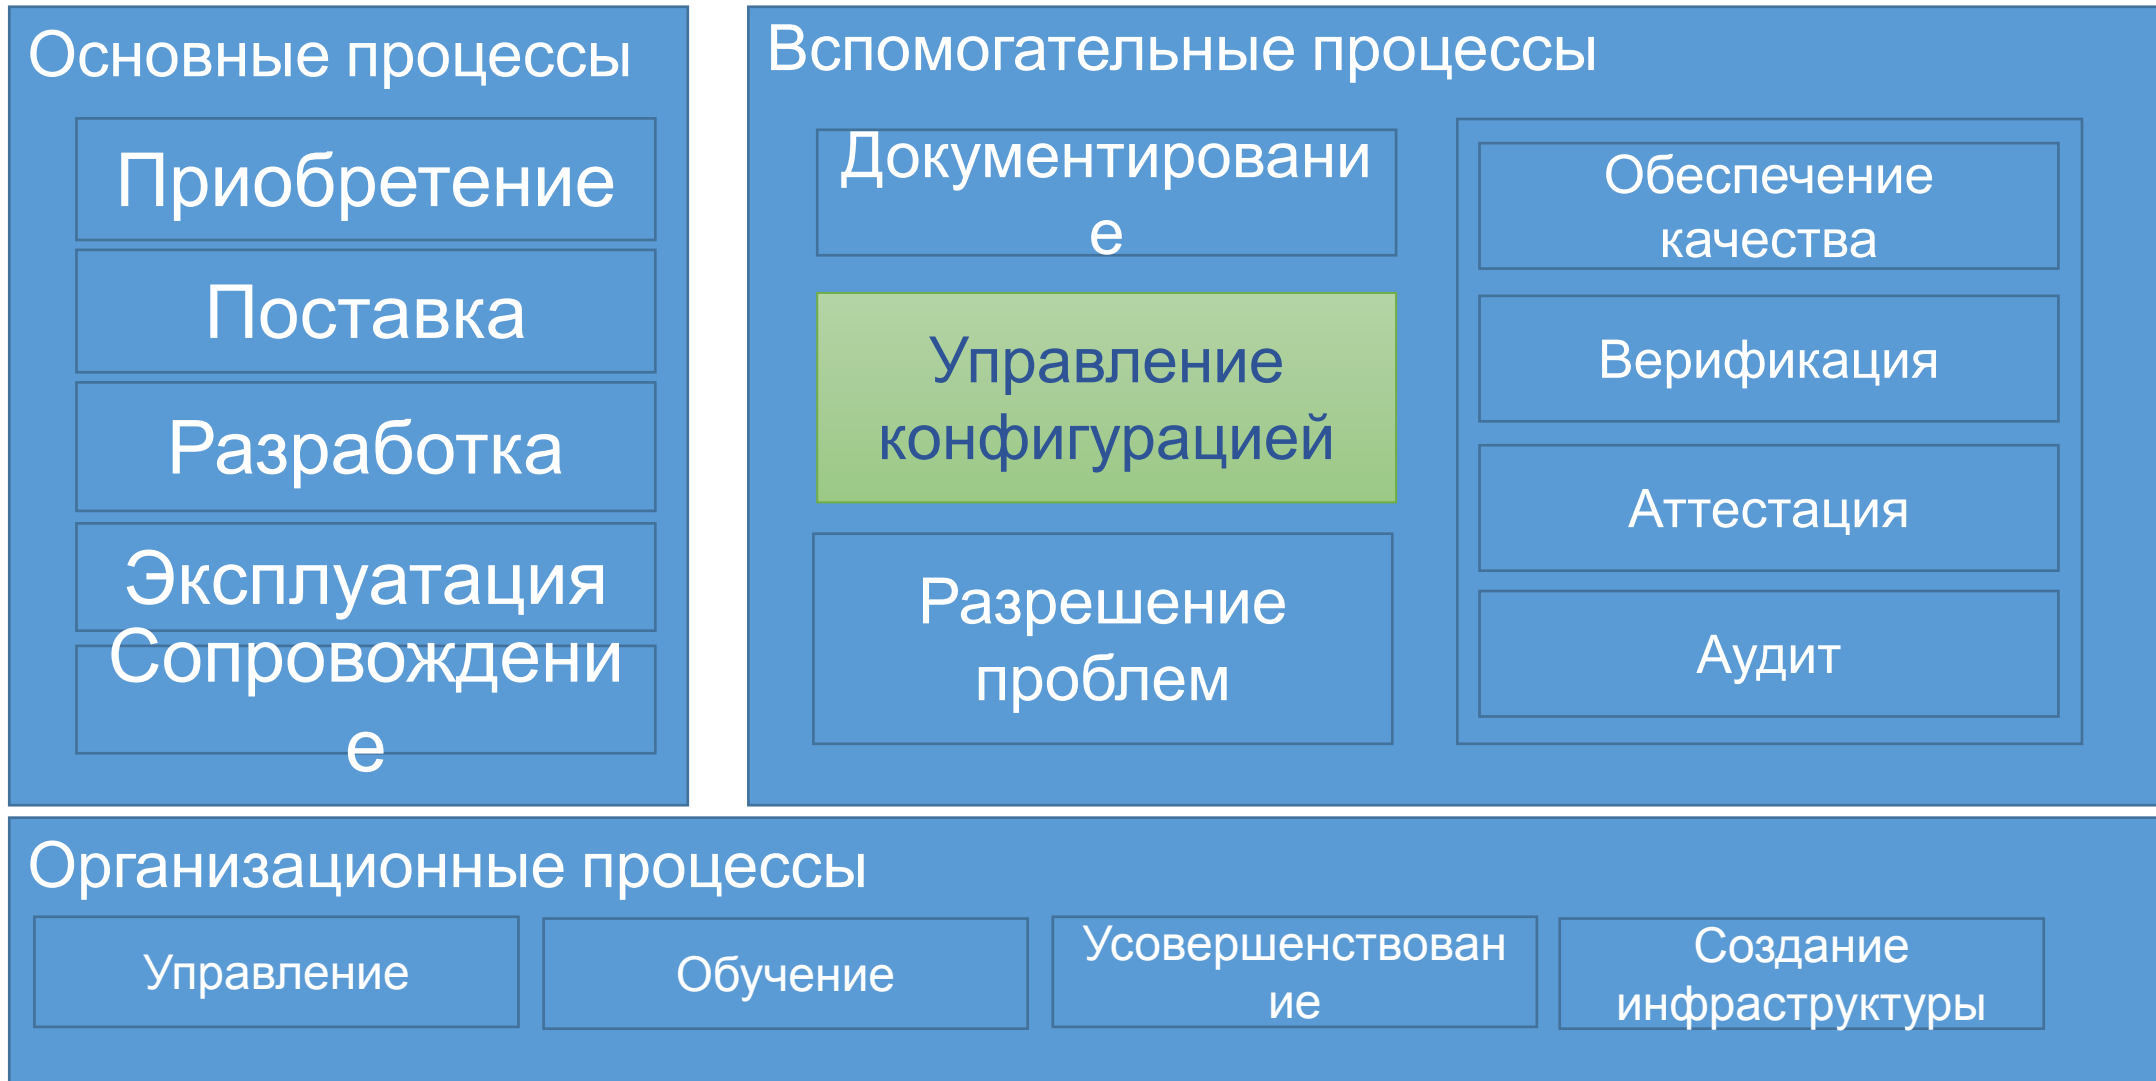 Основные процессы
Приобретение
Поставка
Разработка
Эксплуатация
Сопровождени
е
Вспомогательные процессы
Документировани
е
Управление
конфигурацией
Разрешение
проблем
Обеспечение
качества
Верификация
Аттестация
Аудит
Организационные процессы
Управление
Обучение
Усовершенствован
ие
Создание
инфраструктуры